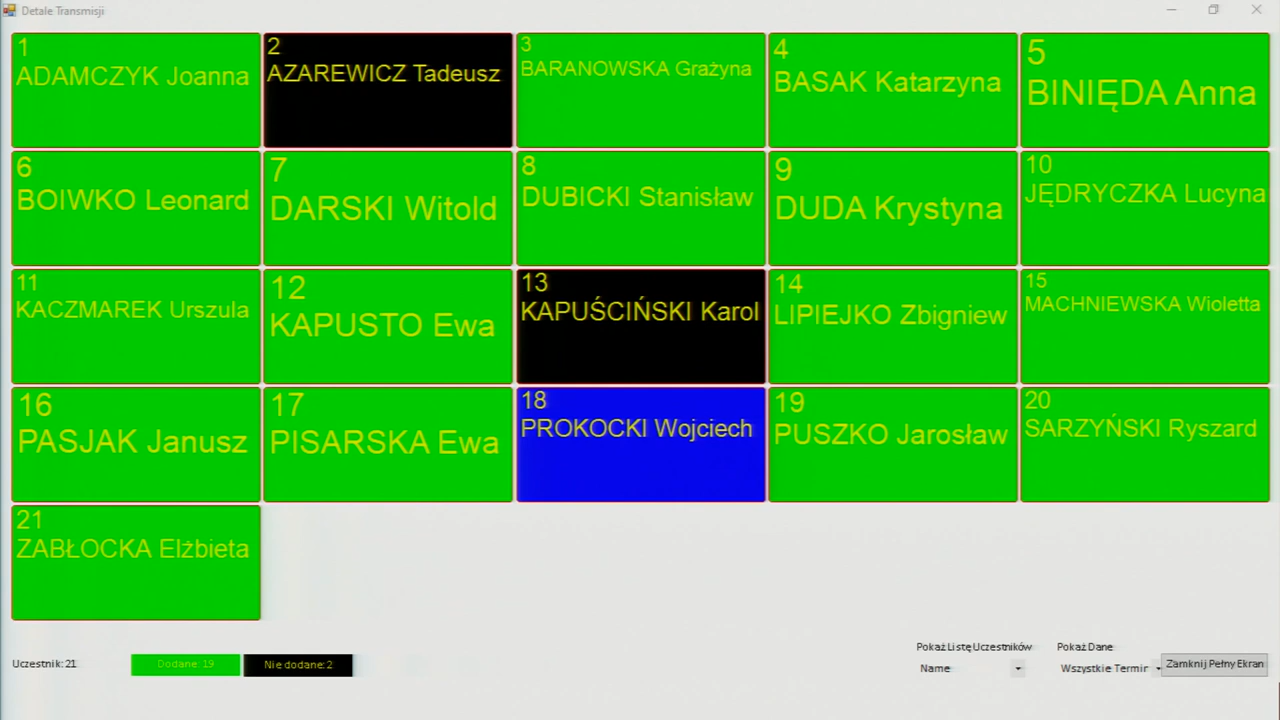 Detale Transmisji
1
ADAMCZYK Joanna
2
AZAREWICZ Tadeusz
3
BARANOWSKA Grażyna
4
BASAK Katarzyna
5
BINIĘDA Anna
6
BOIWKO Leonard
7
DARSKI Witold
8
DUBICKI Stanisław
9
DUDA Krystyna
10
JĘDRYCZKA Lucyna
11
KACZMAREK Urszula
12
KAPUSTO Ewa
13
KAPUŚCIŃSKI Karol
14
LIPIEJKO Zbigniew
15
MACHNIEWSKA Wioletta
16
PASJAK Janusz
17
PISARSKA Ewa
18
PROKOCKI Wojciech
19
PUSZKO Jarosław
20
SARZYŃSKI Ryszard
21
ZABŁOCKA Elżbieta
Uczestnik: 21
Dodane: 19
Nie dodane: 2
Pokaż Listę Uczestników
Name
Pokaż Dane
Wszystkie Termir
Zamknij Pełny Ekran